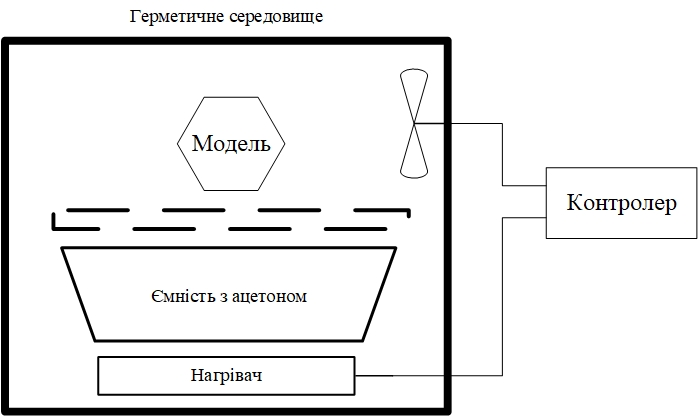 Герметичне середовище
Модель
Контролер
Ємність з ацетоном
Нагрівач